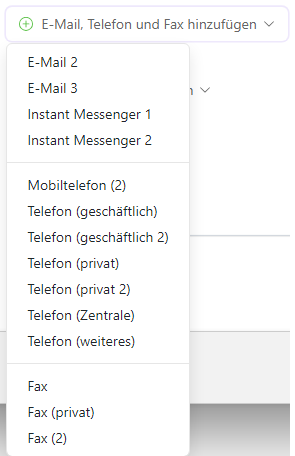 E-Mail, Telefon und Fax hinzufügen
E-Mail 2
E-Mail 3
Instant Messenger 1
Instant Messenger 2
Mobiltelefon (2)
Telefon (geschäftlich)
Telefon (geschäftlich 2)
Telefon (privat)
Telefon (privat 2)
Telefon (Zentrale)
Telefon (weiteres)
Fax
Fax (privat)
Fax (2)